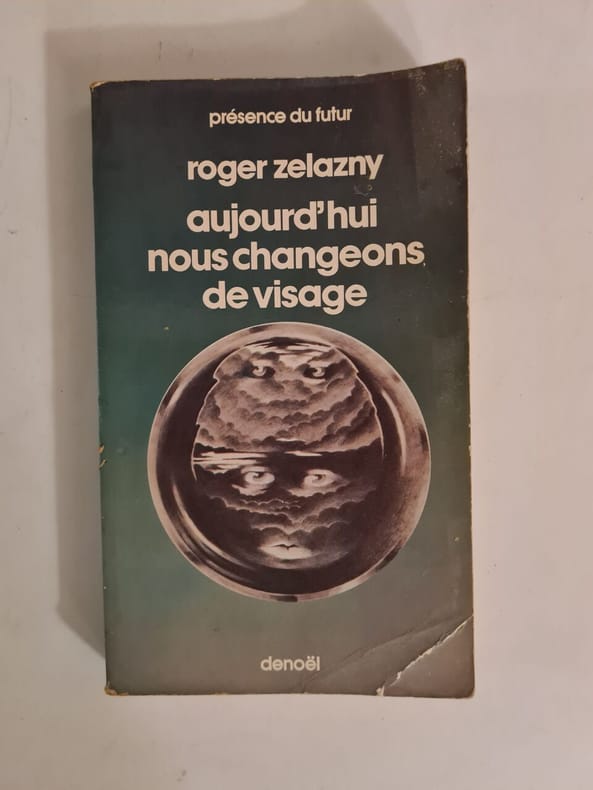 présence du futur
roger zelazny
aujourd'hui
nous changeons
de visage
denoël